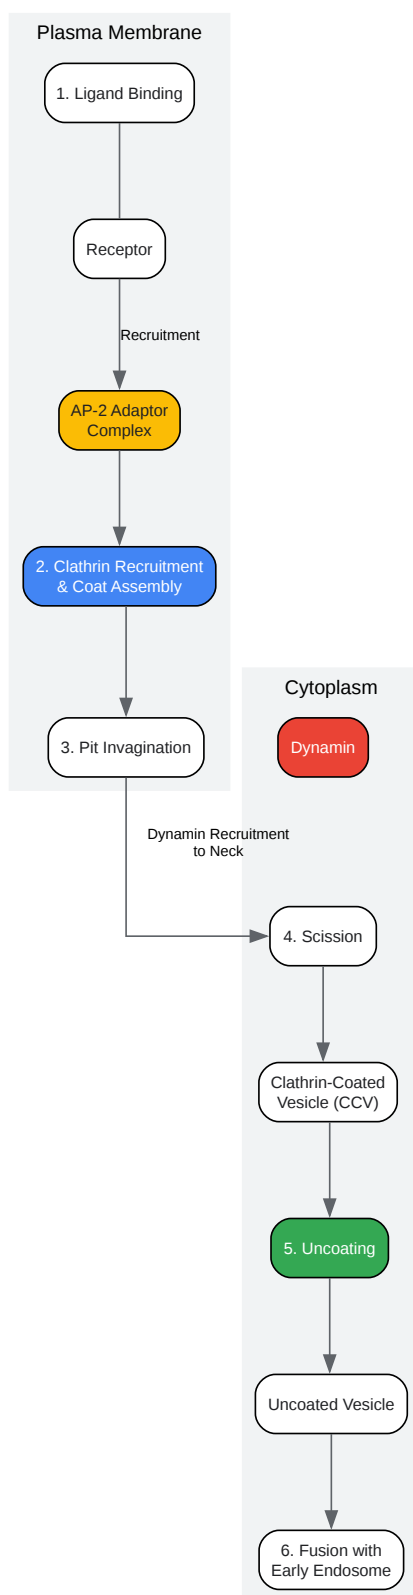 Plasma Membrane
1. Ligand Binding
Receptor
Recruitment
AP-2 Adaptor
Complex
2. Clathrin Recruitment
& Coat Assembly
3. Pit Invagination
Cytoplasm
Dynamin
Dynamin Recruitment
to Neck
4. Scission
Clathrin-Coated
Vesicle (CCV)
5. Uncoating
Uncoated Vesicle
6. Fusion with
Early Endosome